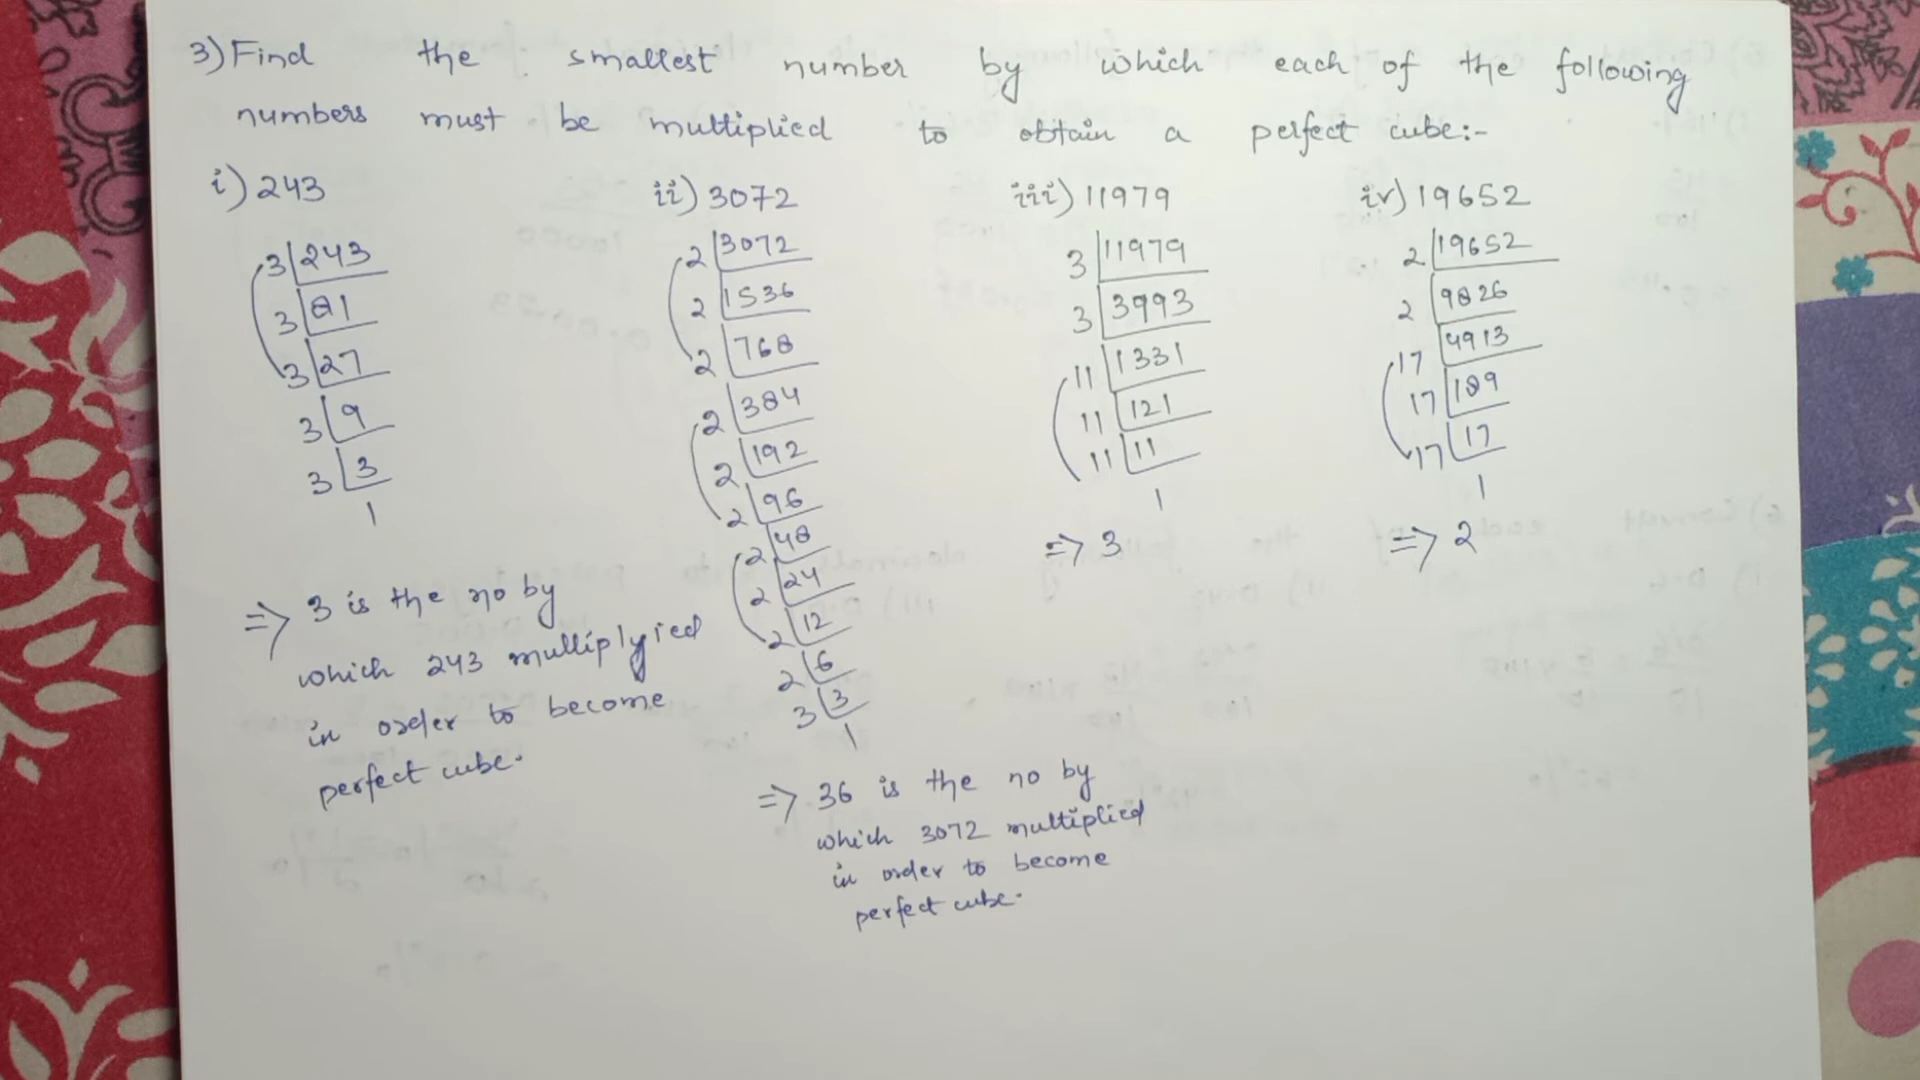 3) Find the smallest number by which each of the following
numbers must be multiplied to obtain a perfect cube:-
i) 243
3 243
3 81
3 27
3 9
3 3
1
=> 3 is the no by
which 243 multiplyied
in order to become
perfect cube.
ii) 3072
2 3072
2 1536
2 768
2 384
2 192
2 96
2 48
2 24
2 12
2 6
3 3
1
=> 36 is the no by
which 3072 multiplied
in order to become
perfect cube.
iii) 11979
3 11979
3 3993
11 1331
11 121
11 11
1
=> 3
iv) 19652
2 19652
2 9826
17 4913
17 189
17 17
1
=> 2